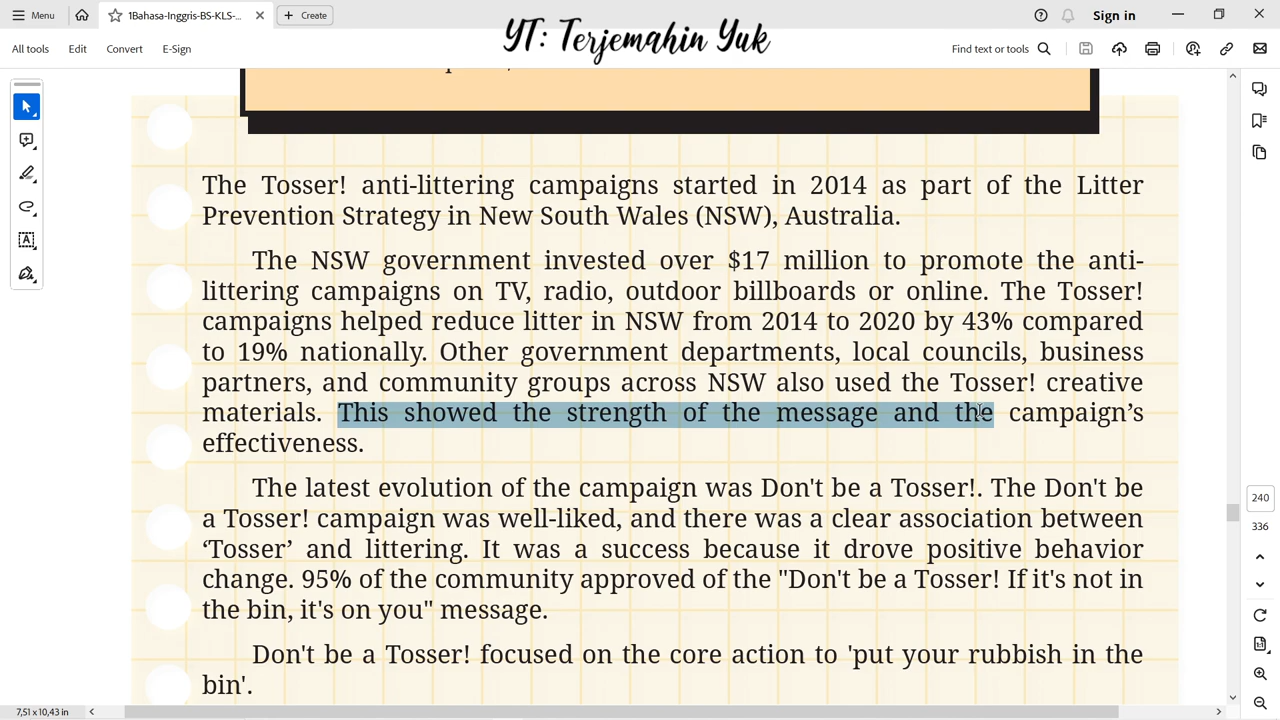 Menu
1Bahasa-Inggris-BS-KLS-...
Create
Sign in
YT: Terjemahin Yuk
All tools
Edit
Convert
E-Sign
Find text or tools
The Tosser! anti-littering campaigns started in 2014 as part of the Litter
Prevention Strategy in New South Wales (NSW), Australia.
The NSW government invested over $17 million to promote the anti-
littering campaigns on TV, radio, outdoor billboards or online. The Tosser!
campaigns helped reduce litter in NSW from 2014 to 2020 by 43% compared
to 19% nationally. Other government departments, local councils, business
partners, and community groups across NSW also used the Tosser! creative
materials. This showed the strength of the message and the campaign’s
effectiveness.
The latest evolution of the campaign was Don't be a Tosser!. The Don't be
a Tosser! campaign was well-liked, and there was a clear association between
‘Tosser’ and littering. It was a success because it drove positive behavior
change. 95% of the community approved of the "Don't be a Tosser! If it's not in
the bin, it's on you" message.
Don't be a Tosser! focused on the core action to 'put your rubbish in the
bin'.
240
336
7,51 x 10,43 in